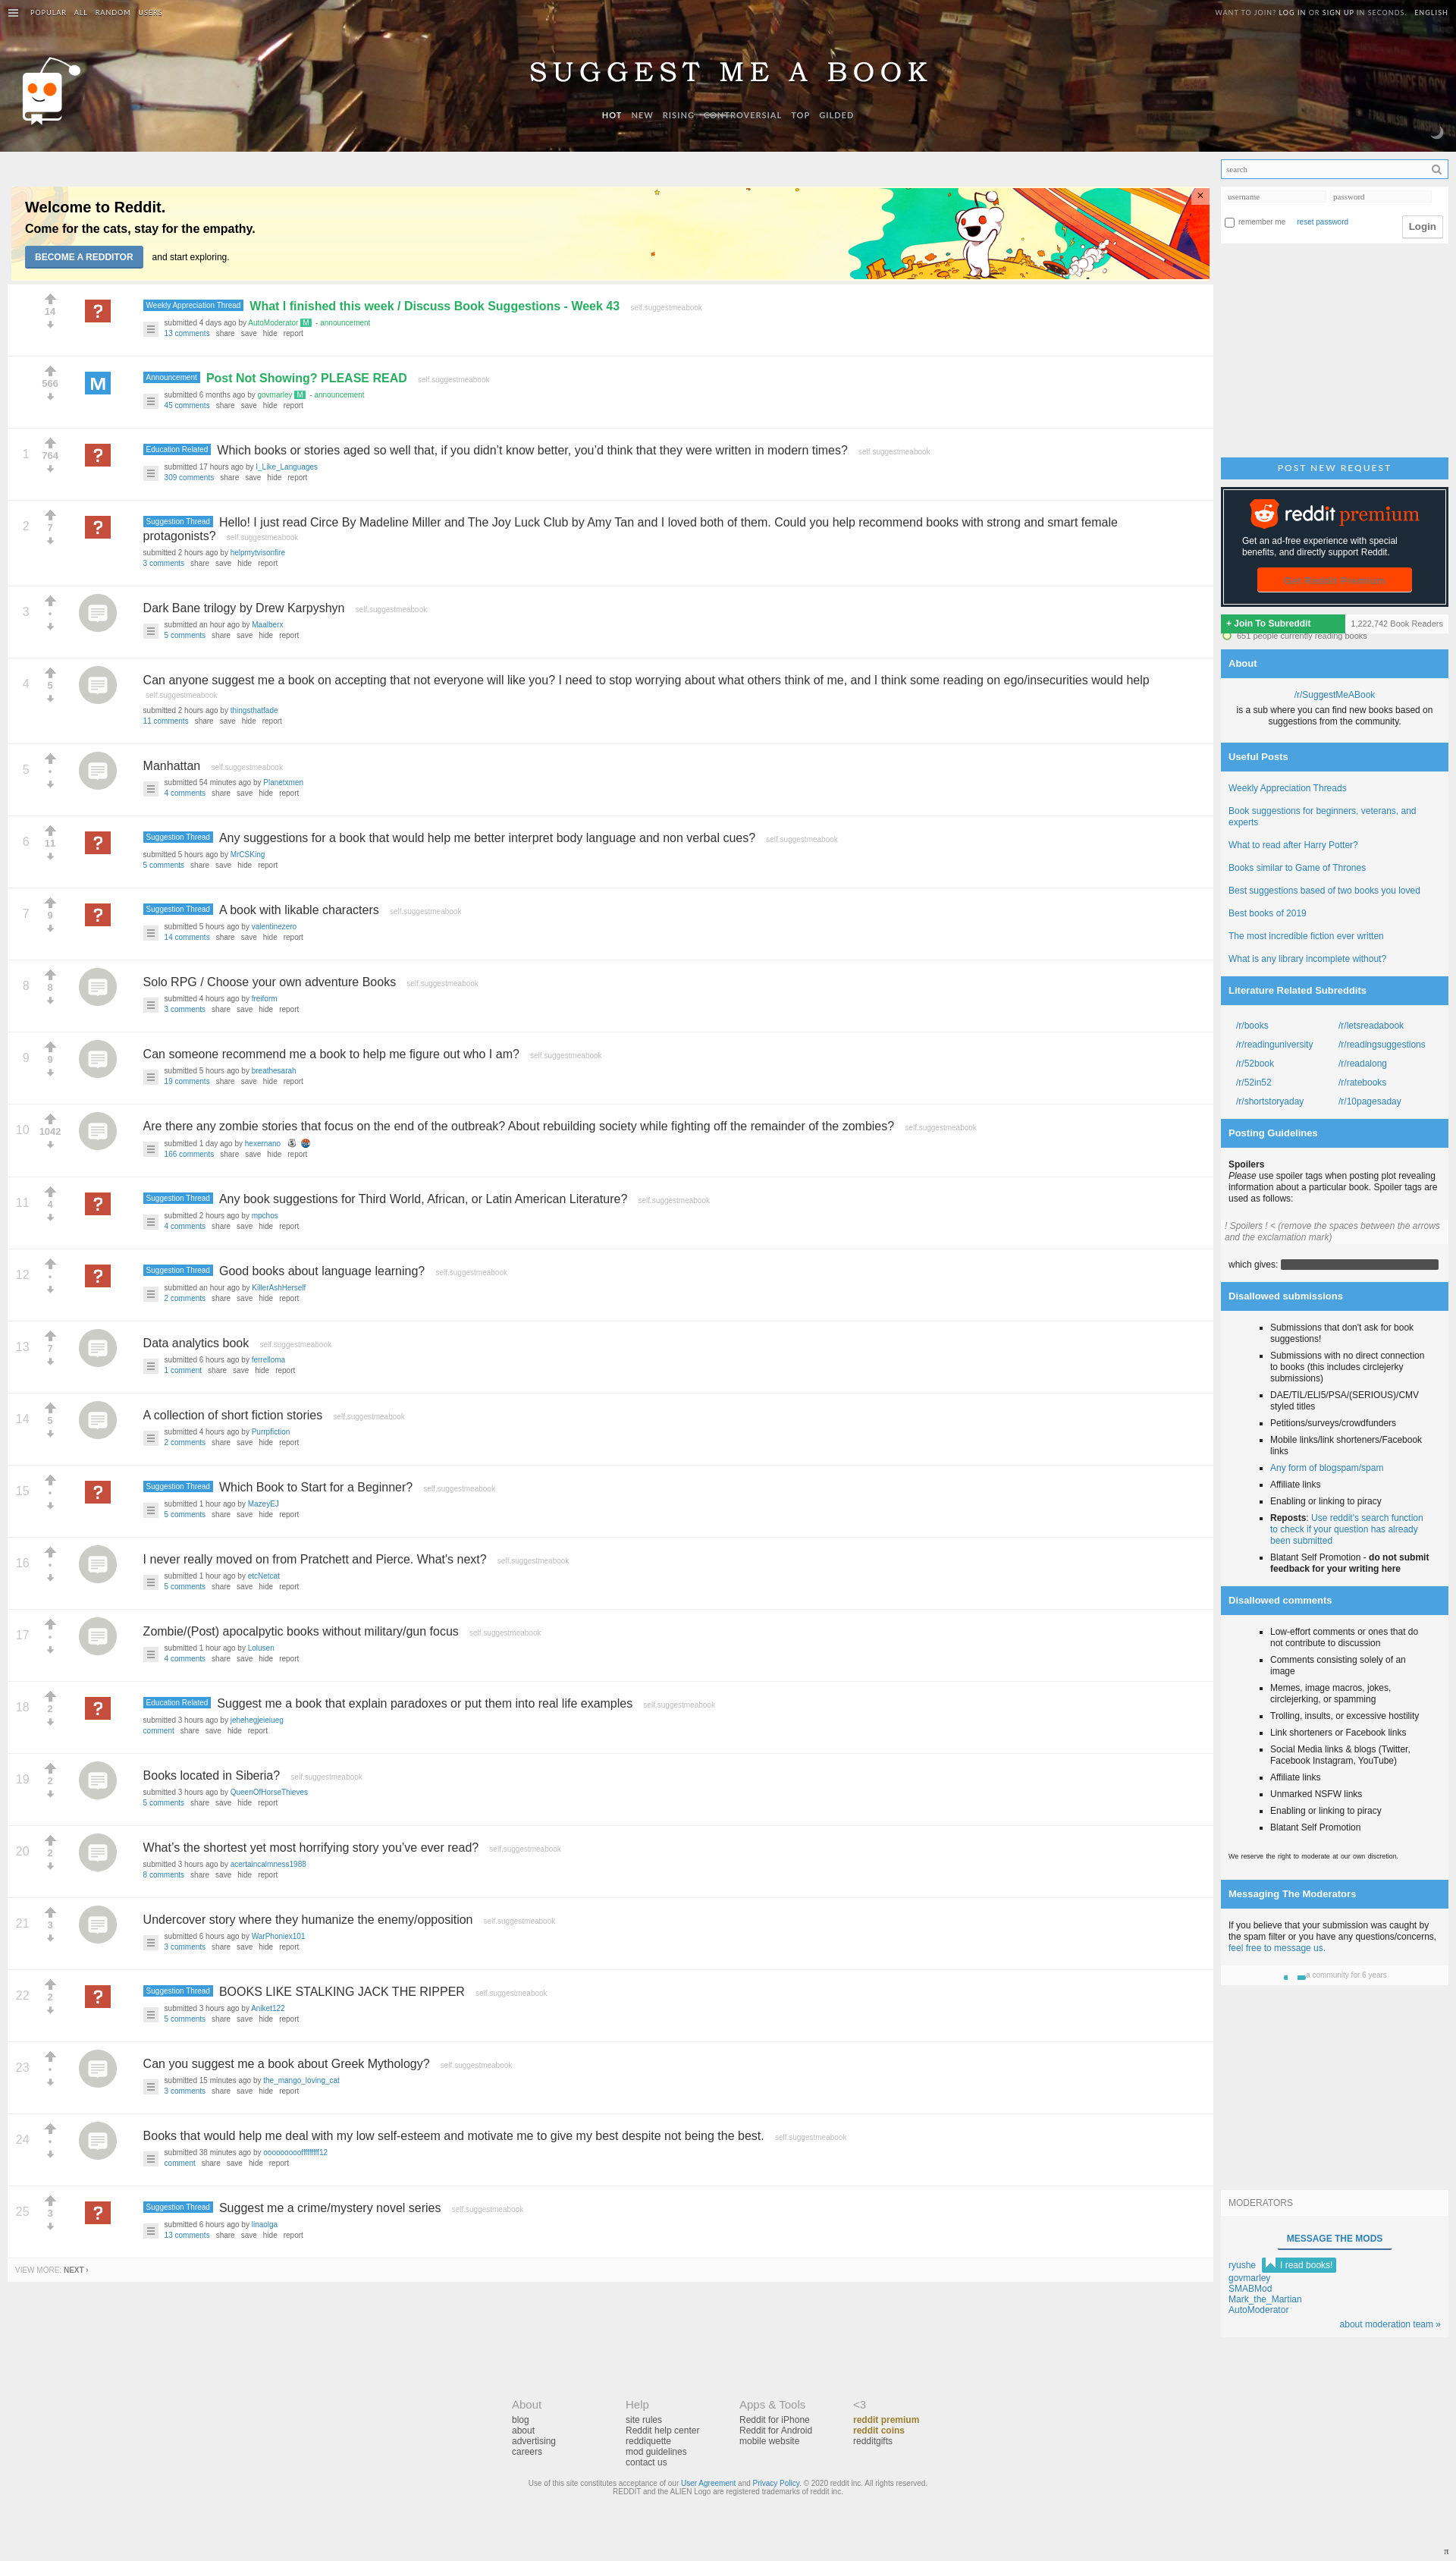 POPULAR ALL RANDOM USERS
WANT TO JOIN? LOG IN OR SIGN UP IN SECONDS. ENGLISH
SUGGEST ME A BOOK
HOT NEW RISING CONTROVERSIAL TOP GILDED
search
Welcome to Reddit.
Come for the cats, stay for the empathy.
BECOME A REDDITOR and start exploring.
×
username password
remember me reset password Login
14
?
Weekly Appreciation Thread What I finished this week / Discuss Book Suggestions - Week 43 self.suggestmeabook
submitted 4 days ago by AutoModerator M - announcement
13 comments share save hide report
566
M
Announcement Post Not Showing? PLEASE READ self.suggestmeabook
submitted 6 months ago by govmarley M - announcement
45 comments share save hide report
1 764 ?
Education Related Which books or stories aged so well that, if you didn’t know better, you’d think that they were written in modern times? self.suggestmeabook
submitted 17 hours ago by I_Like_Languages
309 comments share save hide report
2 7 ?
Suggestion Thread Hello! I just read Circe By Madeline Miller and The Joy Luck Club by Amy Tan and I loved both of them. Could you help recommend books with strong and smart female
protagonists? self.suggestmeabook
submitted 2 hours ago by helpmytvisonfire
3 comments share save hide report
3 •
Dark Bane trilogy by Drew Karpyshyn self.suggestmeabook
submitted an hour ago by Maalberx
5 comments share save hide report
4 5
Can anyone suggest me a book on accepting that not everyone will like you? I need to stop worrying about what others think of me, and I think some reading on ego/insecurities would help
self.suggestmeabook
submitted 2 hours ago by thingsthatfade
11 comments share save hide report
5 •
Manhattan self.suggestmeabook
submitted 54 minutes ago by Planetxmen
4 comments share save hide report
6 11 ?
Suggestion Thread Any suggestions for a book that would help me better interpret body language and non verbal cues? self.suggestmeabook
submitted 5 hours ago by MrCSKing
5 comments share save hide report
7 9 ?
Suggestion Thread A book with likable characters self.suggestmeabook
submitted 5 hours ago by valentinezero
14 comments share save hide report
8 8
Solo RPG / Choose your own adventure Books self.suggestmeabook
submitted 4 hours ago by freiform
3 comments share save hide report
9 9
Can someone recommend me a book to help me figure out who I am? self.suggestmeabook
submitted 5 hours ago by breathesarah
19 comments share save hide report
10 1042
Are there any zombie stories that focus on the end of the outbreak? About rebuilding society while fighting off the remainder of the zombies? self.suggestmeabook
submitted 1 day ago by hexernano
166 comments share save hide report
11 4 ?
Suggestion Thread Any book suggestions for Third World, African, or Latin American Literature? self.suggestmeabook
submitted 2 hours ago by mpchos
4 comments share save hide report
12 • ?
Suggestion Thread Good books about language learning? self.suggestmeabook
submitted an hour ago by KillerAshHerself
2 comments share save hide report
13 7
Data analytics book self.suggestmeabook
submitted 6 hours ago by ferrelloma
1 comment share save hide report
14 5
A collection of short fiction stories self.suggestmeabook
submitted 4 hours ago by Purrpfiction
2 comments share save hide report
15 • ?
Suggestion Thread Which Book to Start for a Beginner? self.suggestmeabook
submitted 1 hour ago by MazeyEJ
5 comments share save hide report
16 •
I never really moved on from Pratchett and Pierce. What's next? self.suggestmeabook
submitted 1 hour ago by etcNetcat
5 comments share save hide report
17 •
Zombie/(Post) apocalpytic books without military/gun focus self.suggestmeabook
submitted 1 hour ago by Lolusen
4 comments share save hide report
18 2 ?
Education Related Suggest me a book that explain paradoxes or put them into real life examples self.suggestmeabook
submitted 3 hours ago by jehehegjeieiueg
comment share save hide report
19 2
Books located in Siberia? self.suggestmeabook
submitted 3 hours ago by QueenOfHorseThieves
5 comments share save hide report
20 2
What’s the shortest yet most horrifying story you’ve ever read? self.suggestmeabook
submitted 3 hours ago by acertaincalmness1988
8 comments share save hide report
21 3
Undercover story where they humanize the enemy/opposition self.suggestmeabook
submitted 6 hours ago by WarPhoniex101
3 comments share save hide report
22 2 ?
Suggestion Thread BOOKS LIKE STALKING JACK THE RIPPER self.suggestmeabook
submitted 3 hours ago by Aniket122
5 comments share save hide report
23 •
Can you suggest me a book about Greek Mythology? self.suggestmeabook
submitted 15 minutes ago by the_mango_loving_cat
3 comments share save hide report
24 •
Books that would help me deal with my low self-esteem and motivate me to give my best despite not being the best. self.suggestmeabook
submitted 38 minutes ago by
comment share save hide report
25 3 ?
Suggestion Thread Suggest me a crime/mystery novel series self.suggestmeabook
submitted 6 hours ago by linaolga
13 comments share save hide report
VIEW MORE: NEXT ›
POST NEW REQUEST
reddit premium
Get an ad-free experience with special
benefits, and directly support Reddit.
Get Reddit Premium
+ Join To Subreddit 1,222,742 Book Readers
651 people currently reading books
About
/r/SuggestMeABook
is a sub where you can find new books based on
suggestions from the community.
Useful Posts
Weekly Appreciation Threads
Book suggestions for beginners, veterans, and
experts
What to read after Harry Potter?
Books similar to Game of Thrones
Best suggestions based of two books you loved
Best books of 2019
The most incredible fiction ever written
What is any library incomplete without?
Literature Related Subreddits
/r/books /r/letsreadabook
/r/readinguniversity /r/readingsuggestions
/r/52book /r/readalong
/r/52in52 /r/ratebooks
/r/shortstoryaday /r/10pagesaday
Posting Guidelines
Spoilers
Please use spoiler tags when posting plot revealing
information about a particular book. Spoiler tags are
used as follows:
! Spoilers ! < (remove the spaces between the arrows
and the exclamation mark)
which gives:
Disallowed submissions
Submissions that don't ask for book
suggestions!
Submissions with no direct connection
to books (this includes circlejerky
submissions)
DAE/TIL/ELI5/PSA/(SERIOUS)/CMV
styled titles
Petitions/surveys/crowdfunders
Mobile links/link shorteners/Facebook
links
Any form of blogspam/spam
Affiliate links
Enabling or linking to piracy
Reposts: Use reddit's search function
to check if your question has already
been submitted
Blatant Self Promotion - do not submit
feedback for your writing here
Disallowed comments
Low-effort comments or ones that do
not contribute to discussion
Comments consisting solely of an
image
Memes, image macros, jokes,
circlejerking, or spamming
Trolling, insults, or excessive hostility
Link shorteners or Facebook links
Social Media links & blogs (Twitter,
Facebook Instagram, YouTube)
Affiliate links
Unmarked NSFW links
Enabling or linking to piracy
Blatant Self Promotion
We reserve the right to moderate at our own discretion.
Messaging The Moderators
If you believe that your submission was caught by
the spam filter or you have any questions/concerns,
feel free to message us.
a community for 6 years
MODERATORS
MESSAGE THE MODS
ryushe I read books!
govmarley
SMABMod
Mark_the_Martian
AutoModerator
about moderation team »
About
blog
about
advertising
careers
Help
site rules
Reddit help center
reddiquette
mod guidelines
contact us
Apps & Tools
Reddit for iPhone
Reddit for Android
mobile website
<3
reddit premium
reddit coins
redditgifts
Use of this site constitutes acceptance of our User Agreement and Privacy Policy. © 2020 reddit inc. All rights reserved.
REDDIT and the ALIEN Logo are registered trademarks of reddit inc.
π